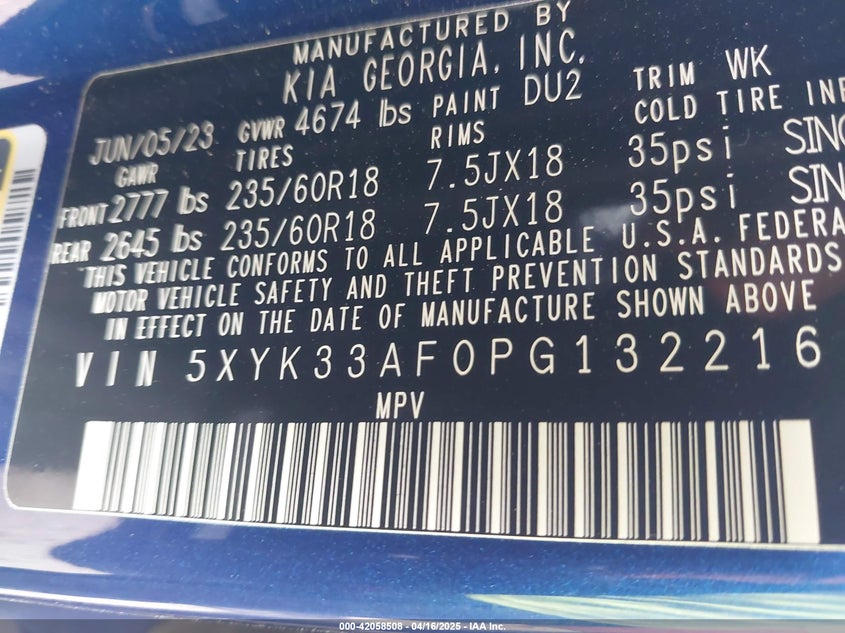 MANUFACTURED BY
KIA GEORGIA, INC.
JUN/05/23 GVWR 4674 lbs PAINT DU2 TRIM WK
GAWR TIRES RIMS COLD TIRE INF
FRONT 2777 lbs 235/60R18 7.5JX18 35psi SING
REAR 2645 lbs 235/60R18 7.5JX18 35psi SIN
THIS VEHICLE CONFORMS TO ALL APPLICABLE U.S.A. FEDERA
MOTOR VEHICLE SAFETY AND THEFT PREVENTION STANDARDS
IN EFFECT ON THE DATE OF MANUFACTURE SHOWN ABOVE
VIN 5XYK33AF0PG132216
MPV
000-42058508 - 04/16/2025 - IAA Inc.